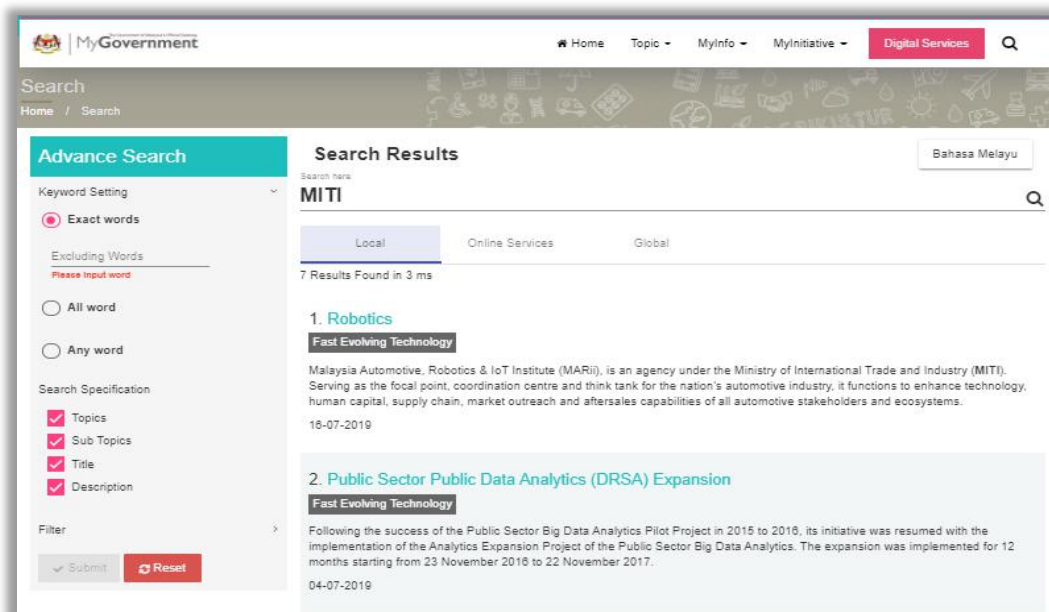 MyGovernment
Home Topic MyInfo MyInitiative Digital Services
Search
Home / Search
Advance Search
Keyword Setting
Exact words
Excluding Words
Please Input word
All word
Any word
Search Specification
Topics
Sub Topics
Title
Description
Filter
Submit Reset
Search Results
Bahasa Melayu
Search here
MITI
Local Online Services Global
7 Results Found in 3 ms
1. Robotics
Fast Evolving Technology
Malaysia Automotive, Robotics & IoT Institute (MARii), is an agency under the Ministry of International Trade and Industry (MITI).
Serving as the focal point, coordination centre and think tank for the nation's automotive industry, it functions to enhance technology,
human capital, supply chain, market outreach and aftersales capabilities of all automotive stakeholders and ecosystems.
16-07-2019
2. Public Sector Public Data Analytics (DRSA) Expansion
Fast Evolving Technology
Following the success of the Public Sector Big Data Analytics Pilot Project in 2015 to 2016, its initiative was resumed with the
implementation of the Analytics Expansion Project of the Public Sector Big Data Analytics. The expansion was implemented for 12
months starting from 23 November 2016 to 22 November 2017.
04-07-2019